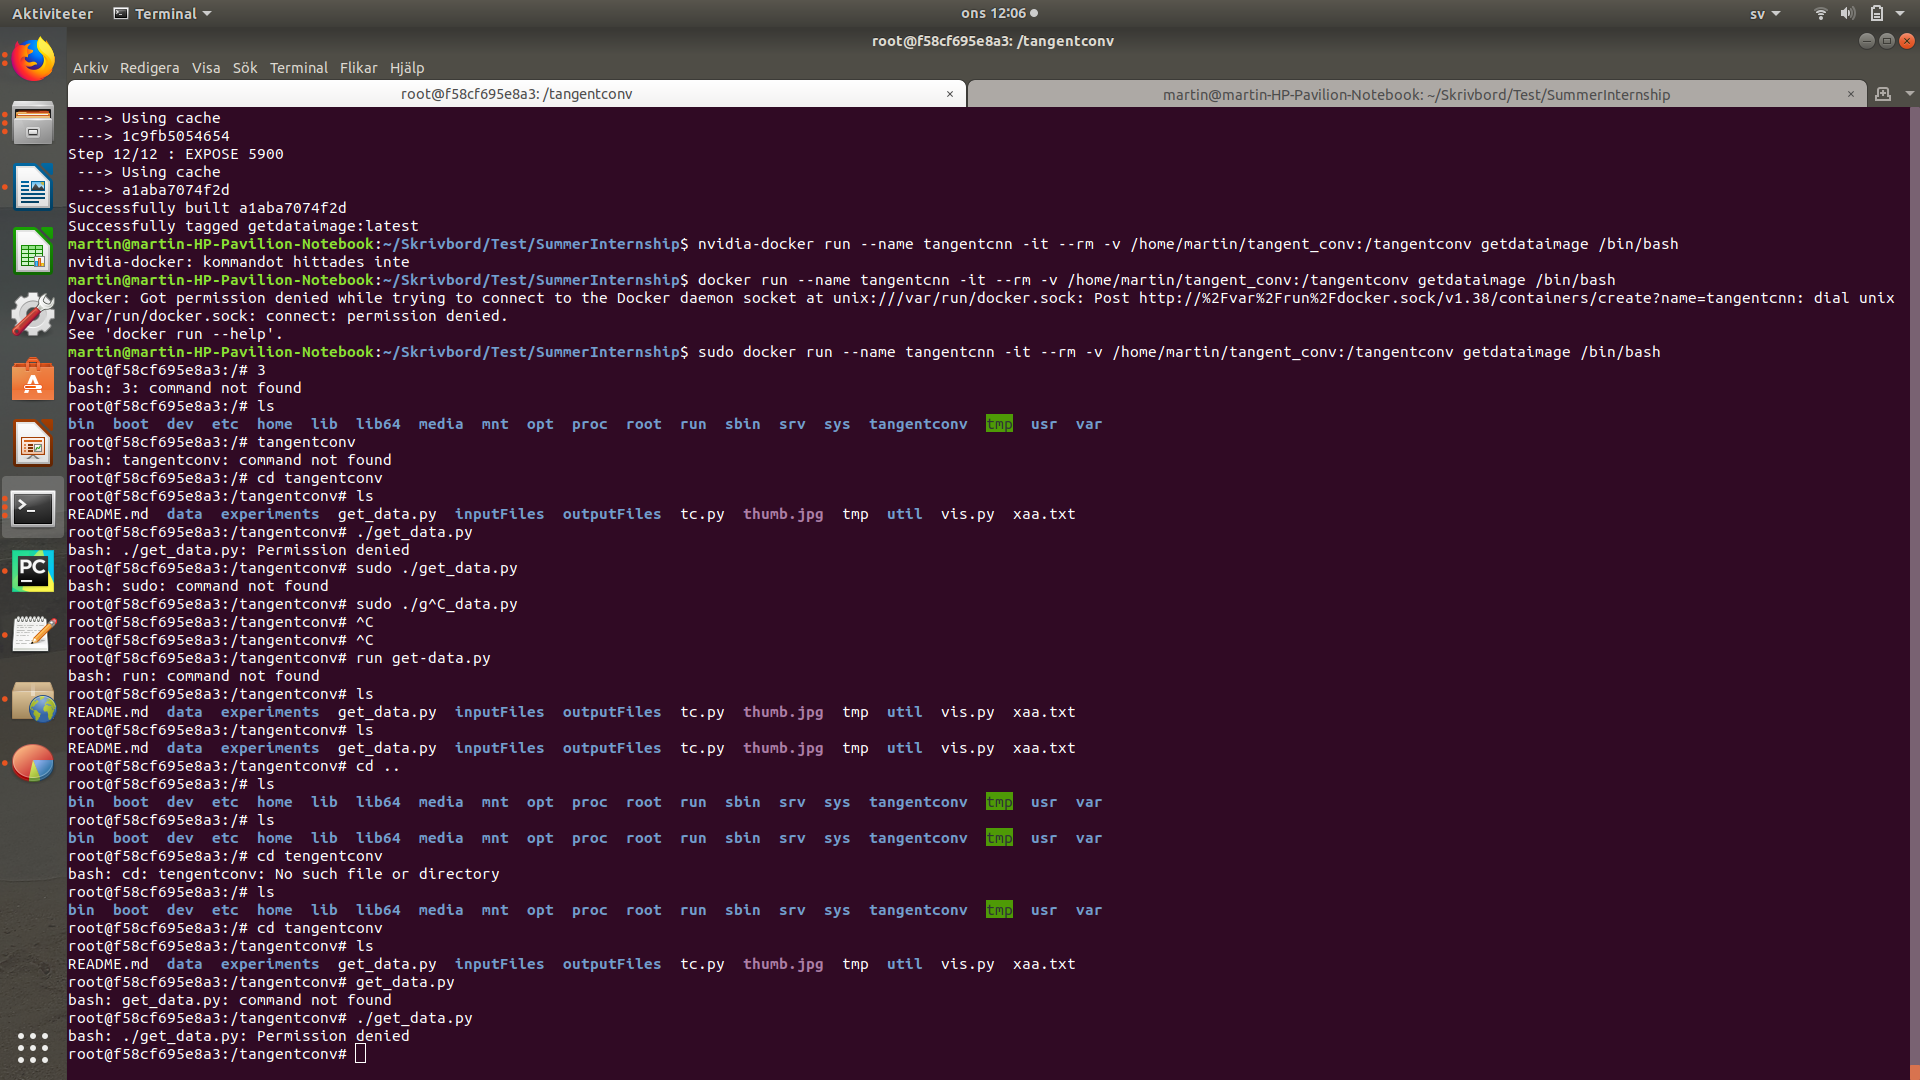 Aktiviteter Terminal ons 12:06 sv
root@f58cf695e8a3: /tangentconv
Arkiv Redigera Visa Sök Terminal Flikar Hjälp
root@f58cf695e8a3: /tangentconv × martin@martin-HP-Pavilion-Notebook: ~/Skrivbord/Test/SummerInternship ×
---> Using cache
---> 1c9fb5054654
Step 12/12 : EXPOSE 5900
---> Using cache
---> a1aba7074f2d
Successfully built a1aba7074f2d
Successfully tagged getdataimage:latest
martin@martin-HP-Pavilion-Notebook:~/Skrivbord/Test/SummerInternship$ nvidia-docker run --name tangentcnn -it --rm -v /home/martin/tangent_conv:/tangentconv getdataimage /bin/bash
nvidia-docker: kommandot hittades inte
martin@martin-HP-Pavilion-Notebook:~/Skrivbord/Test/SummerInternship$ docker run --name tangentcnn -it --rm -v /home/martin/tangent_conv:/tangentconv getdataimage /bin/bash
docker: Got permission denied while trying to connect to the Docker daemon socket at unix:///var/run/docker.sock: Post http://%2Fvar%2Frun%2Fdocker.sock/v1.38/containers/create?name=tangentcnn: dial unix
/var/run/docker.sock: connect: permission denied.
See 'docker run --help'.
martin@martin-HP-Pavilion-Notebook:~/Skrivbord/Test/SummerInternship$ sudo docker run --name tangentcnn -it --rm -v /home/martin/tangent_conv:/tangentconv getdataimage /bin/bash
root@f58cf695e8a3:/# 3
bash: 3: command not found
root@f58cf695e8a3:/# ls
bin boot dev etc home lib lib64 media mnt opt proc root run sbin srv sys tangentconv tmp usr var
root@f58cf695e8a3:/# tangentconv
bash: tangentconv: command not found
root@f58cf695e8a3:/# cd tangentconv
root@f58cf695e8a3:/tangentconv# ls
README.md data experiments get_data.py inputFiles outputFiles tc.py thumb.jpg tmp util vis.py xaa.txt
root@f58cf695e8a3:/tangentconv# ./get_data.py
bash: ./get_data.py: Permission denied
root@f58cf695e8a3:/tangentconv# sudo ./get_data.py
bash: sudo: command not found
root@f58cf695e8a3:/tangentconv# sudo ./g^C_data.py
root@f58cf695e8a3:/tangentconv# ^C
root@f58cf695e8a3:/tangentconv# ^C
root@f58cf695e8a3:/tangentconv# run get-data.py
bash: run: command not found
root@f58cf695e8a3:/tangentconv# ls
README.md data experiments get_data.py inputFiles outputFiles tc.py thumb.jpg tmp util vis.py xaa.txt
root@f58cf695e8a3:/tangentconv# ls
README.md data experiments get_data.py inputFiles outputFiles tc.py thumb.jpg tmp util vis.py xaa.txt
root@f58cf695e8a3:/tangentconv# cd ..
root@f58cf695e8a3:/# ls
bin boot dev etc home lib lib64 media mnt opt proc root run sbin srv sys tangentconv tmp usr var
root@f58cf695e8a3:/# ls
bin boot dev etc home lib lib64 media mnt opt proc root run sbin srv sys tangentconv tmp usr var
root@f58cf695e8a3:/# cd tengentconv
bash: cd: tengentconv: No such file or directory
root@f58cf695e8a3:/# ls
bin boot dev etc home lib lib64 media mnt opt proc root run sbin srv sys tangentconv tmp usr var
root@f58cf695e8a3:/# cd tangentconv
root@f58cf695e8a3:/tangentconv# ls
README.md data experiments get_data.py inputFiles outputFiles tc.py thumb.jpg tmp util vis.py xaa.txt
root@f58cf695e8a3:/tangentconv# get_data.py
bash: get_data.py: command not found
root@f58cf695e8a3:/tangentconv# ./get_data.py
bash: ./get_data.py: Permission denied
root@f58cf695e8a3:/tangentconv#
PC